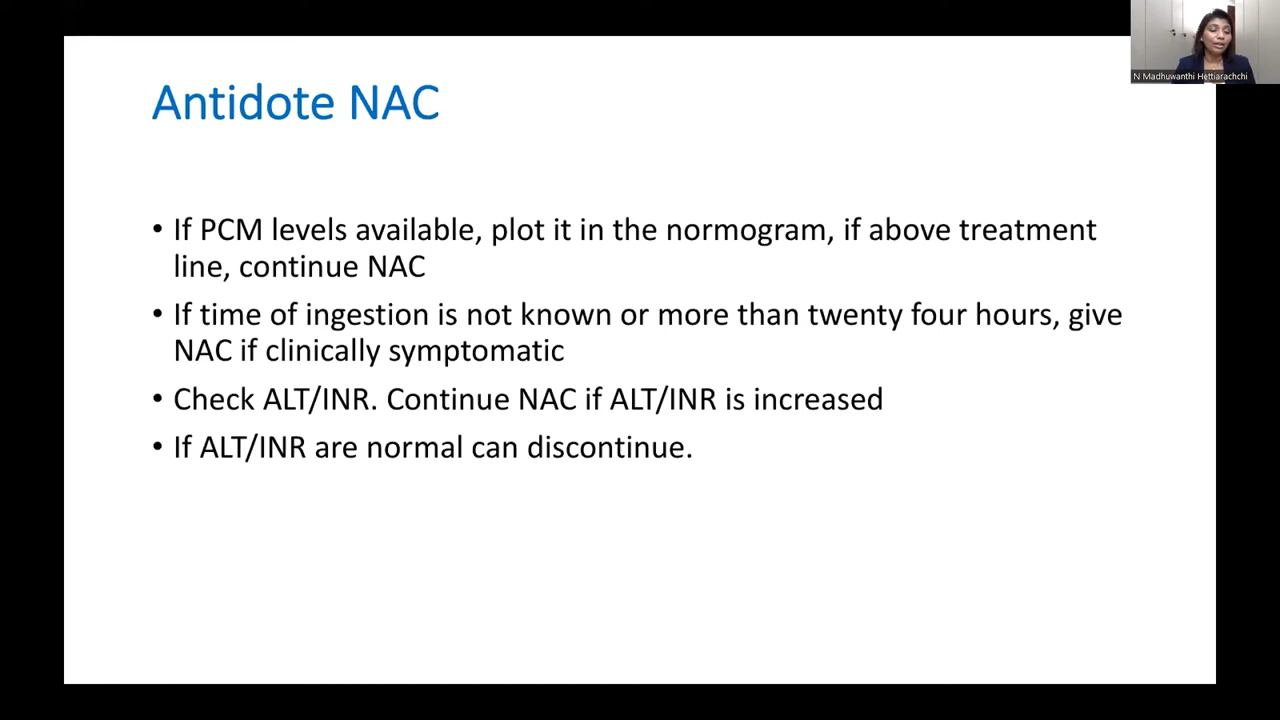 N Madhuwanthi Hettiarachchi
Antidote NAC
• If PCM levels available, plot it in the normogram, if above treatment
line, continue NAC
• If time of ingestion is not known or more than twenty four hours, give
NAC if clinically symptomatic
• Check ALT/INR. Continue NAC if ALT/INR is increased
• If ALT/INR are normal can discontinue.